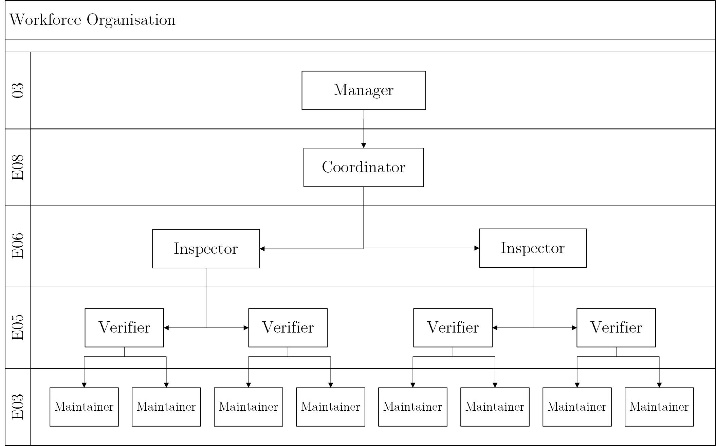 Workforce Organisation
03
Manager
E08
Coordinator
E06
Inspector Inspector
E05
Verifier Verifier Verifier Verifier
E03
Maintainer Maintainer Maintainer Maintainer Maintainer Maintainer Maintainer Maintainer